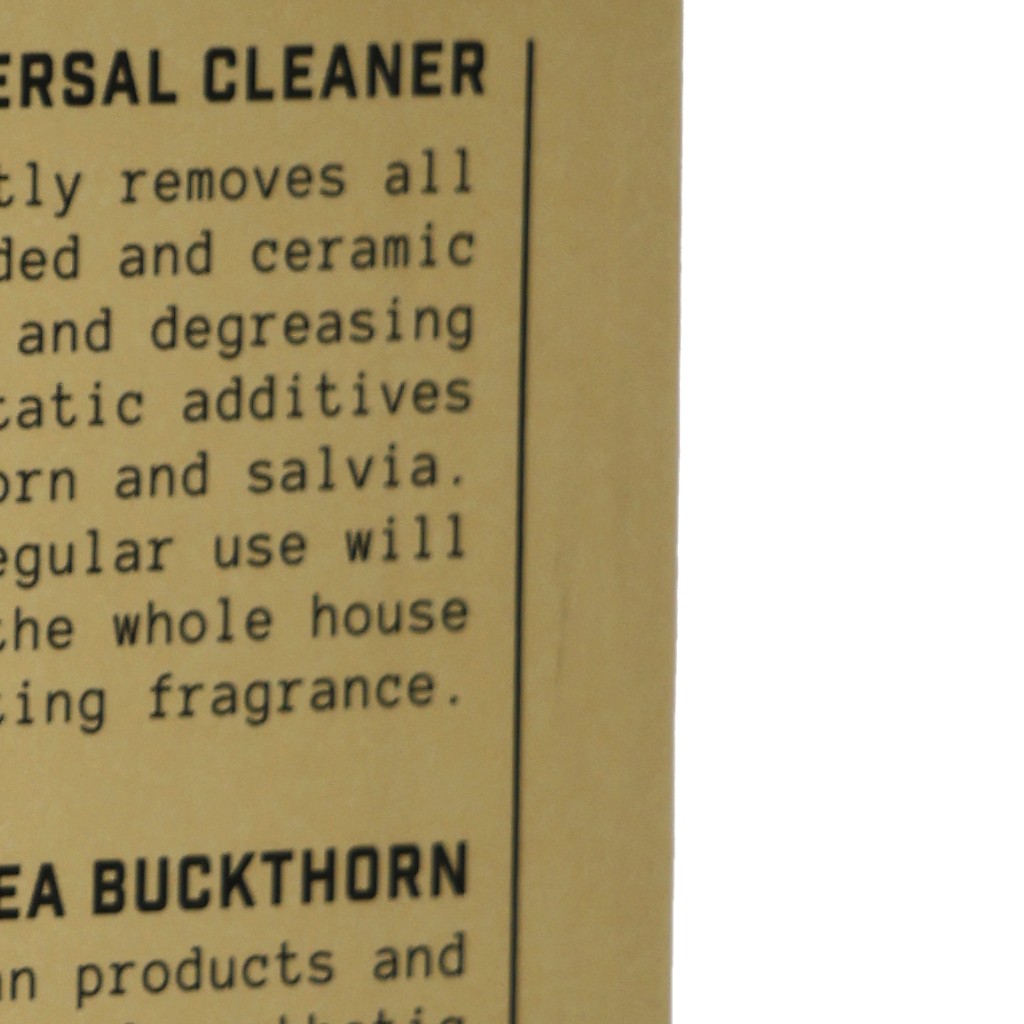 ERSAL CLEANER
tly removes all
ded and ceramic
and degreasing
tatic additives
orn and salvia.
egular use will
the whole house
ting fragrance.
EA BUCKTHORN
an products and